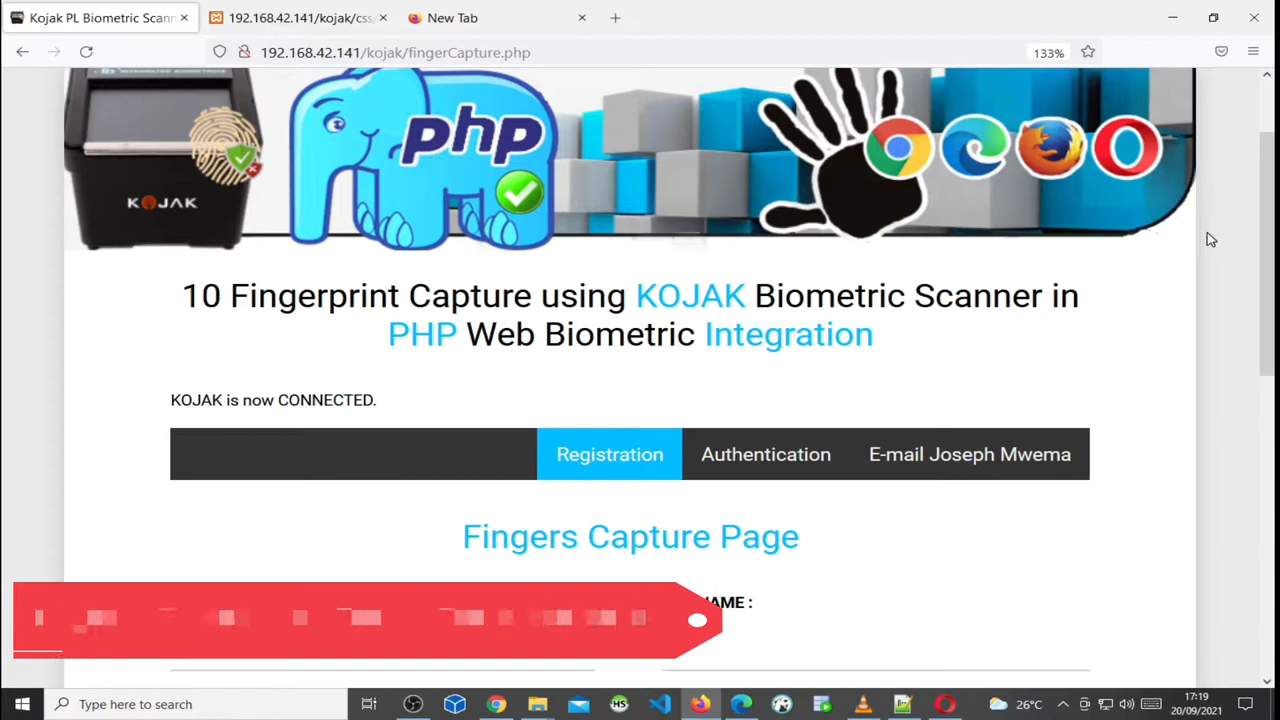 Kojak PL Biometric Scann
192.168.42.141/kojak/css/
New Tab
192.168.42.141/kojak/fingerCapture.php
133%
KOJAK
php
10 Fingerprint Capture using KOJAK Biometric Scanner in
PHP Web Biometric Integration
KOJAK is now CONNECTED.
Registration
Authentication
E-mail Joseph Mwema
Fingers Capture Page
AME :
Type here to search
HS
26°C
17:19
20/09/2021